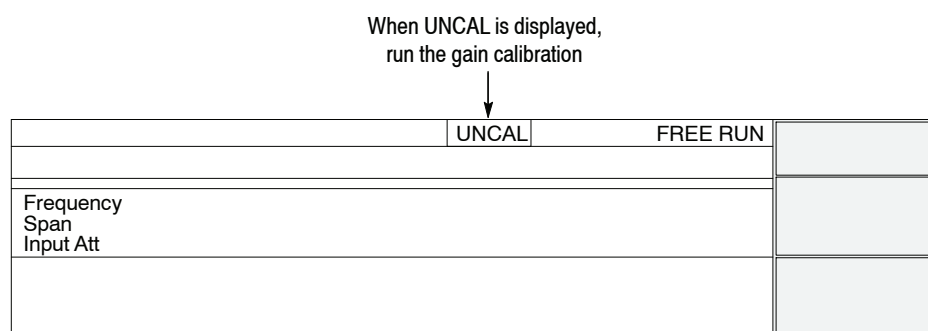 When UNCAL is displayed,
run the gain calibration
UNCAL FREE RUN
Frequency
Span
Input Att